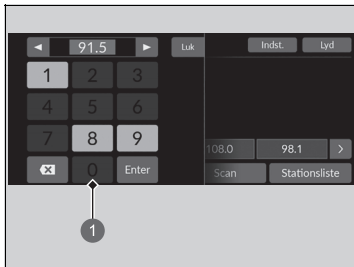 ◄ 91.5 ► Luk Indst. Lyd
1 2 3
4 5 6
7 8 9
108.0 98.1 >
0 Enter Scan Stationsliste
1